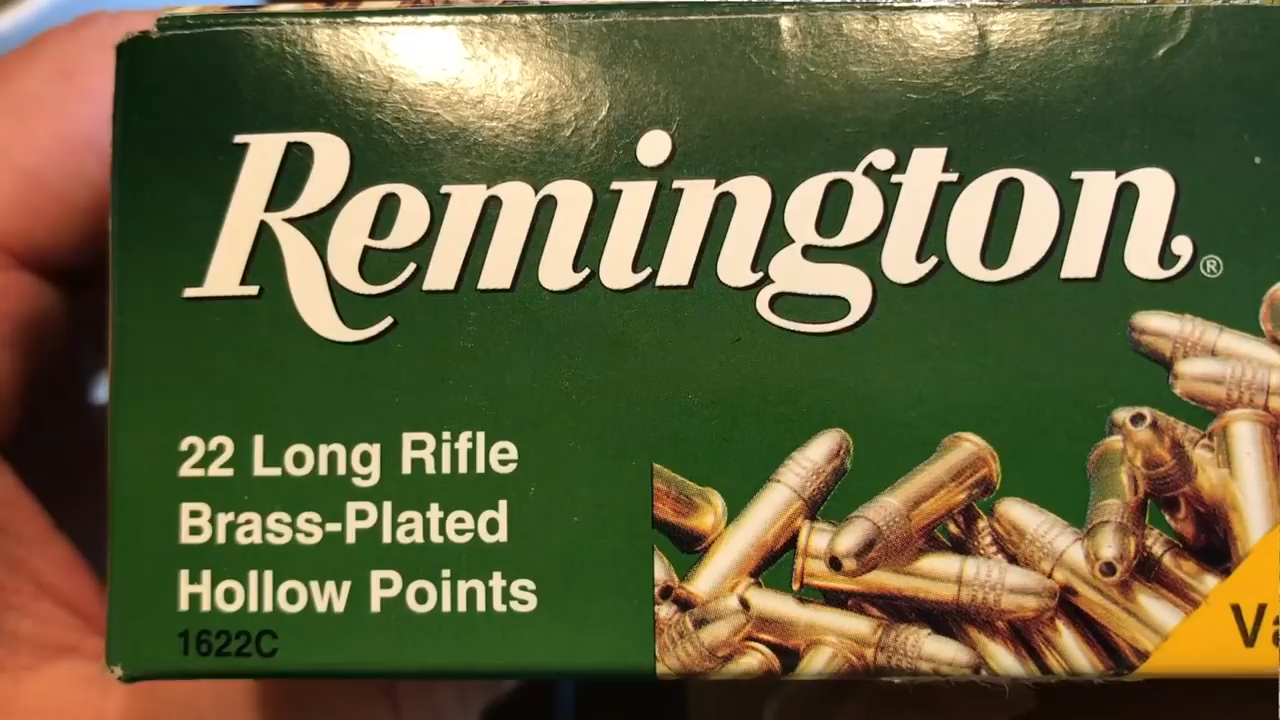 Remington®
22 Long Rifle
Brass-Plated
Hollow Points
1622C